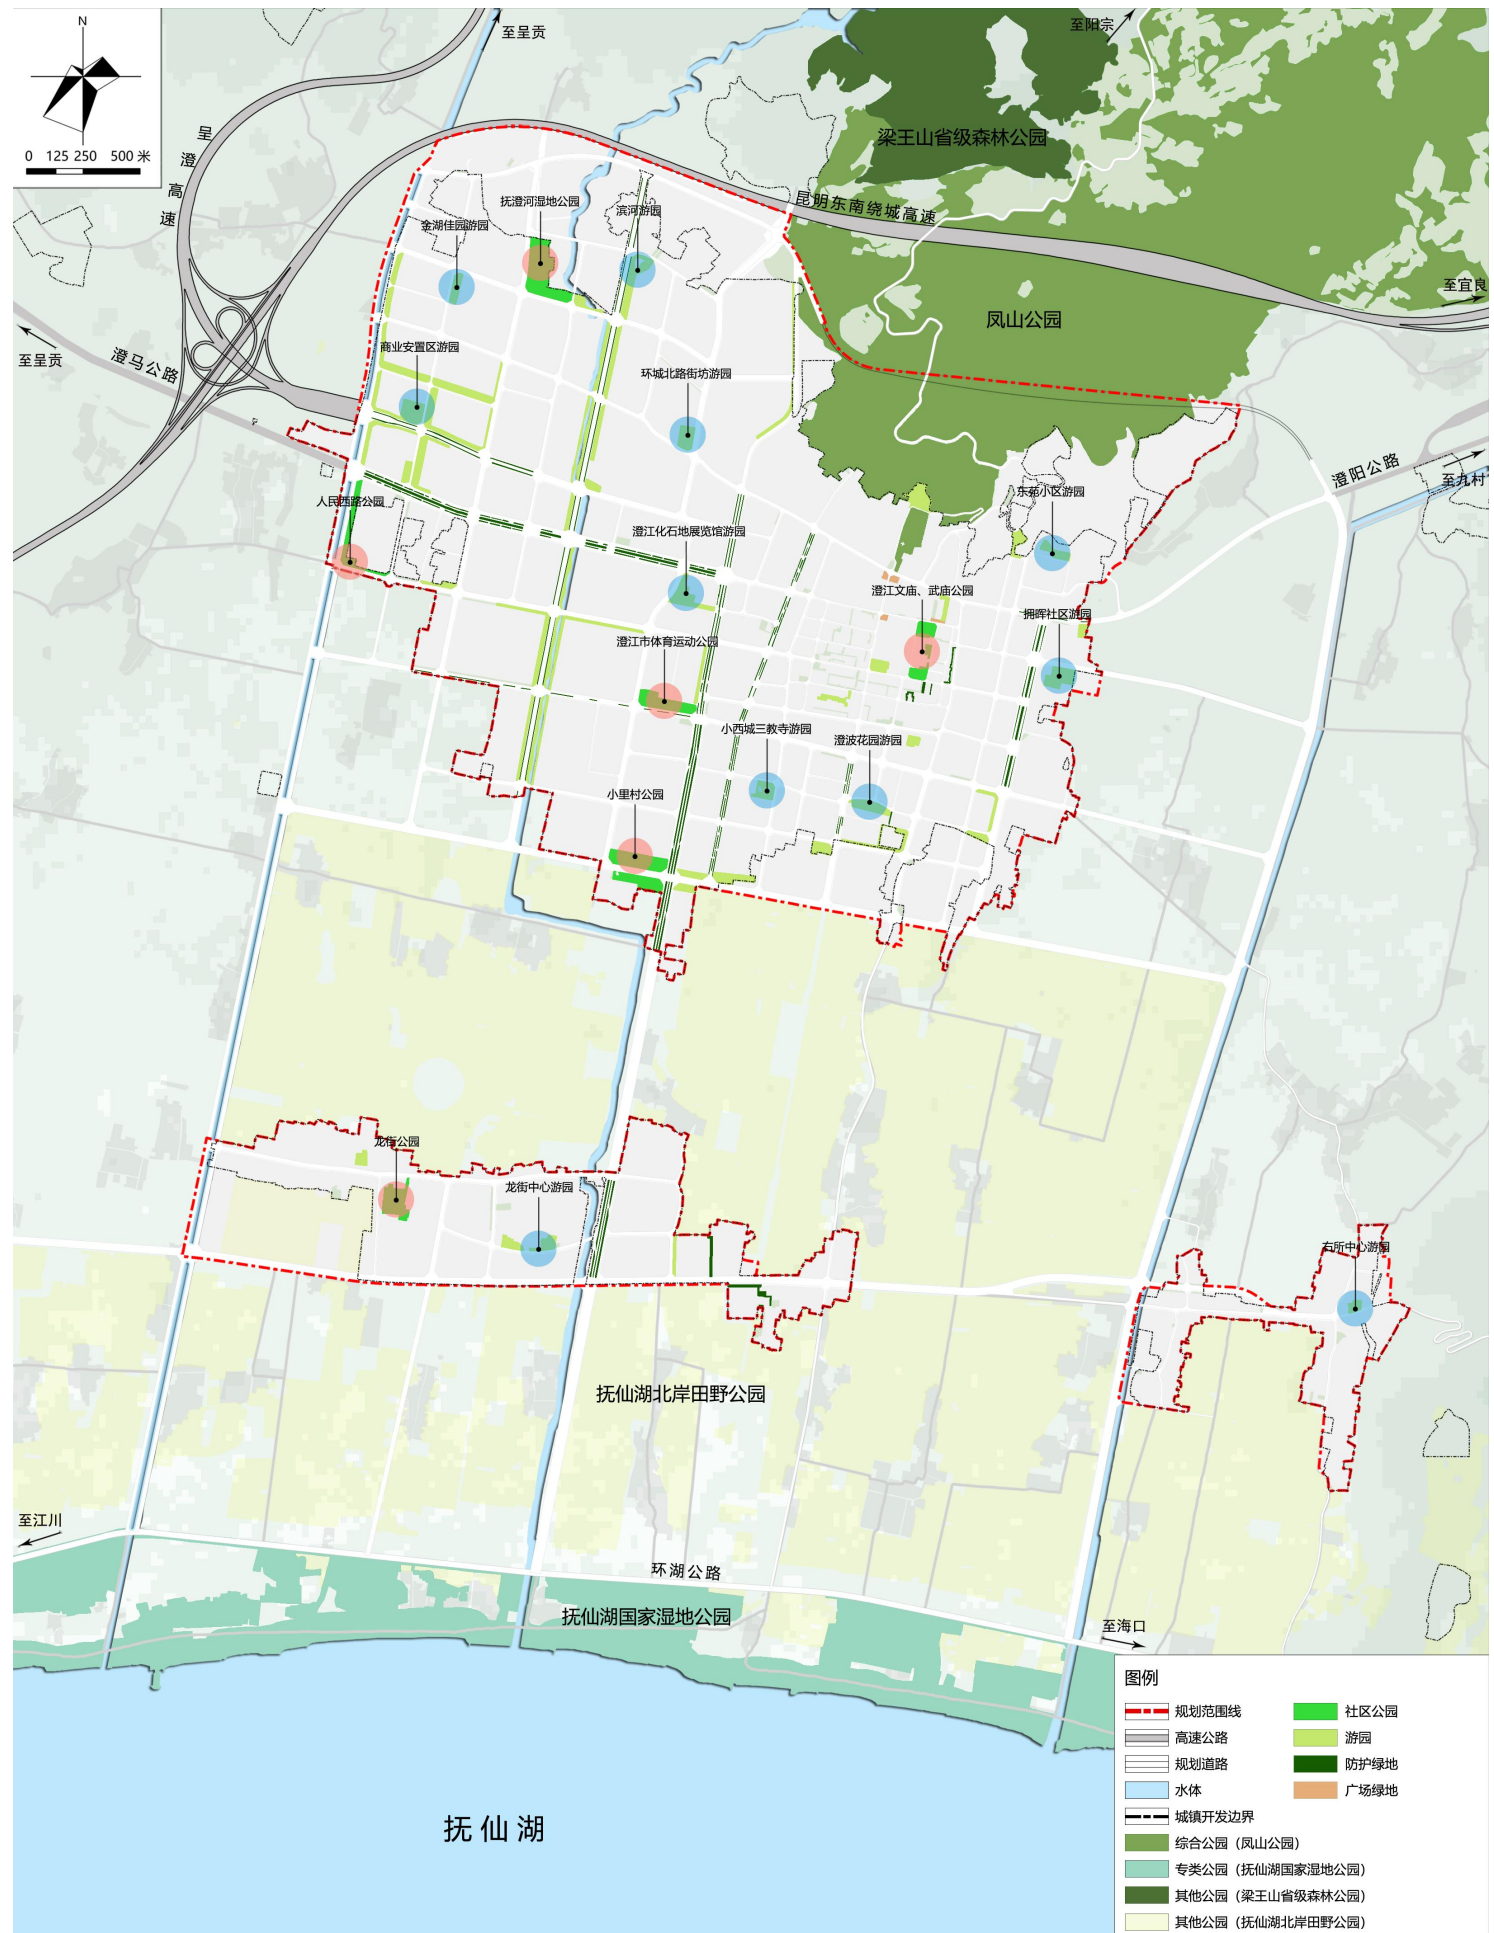 N
0 125 250 500 米
至呈贡
至阳宗
呈澄高速
梁王山省级森林公园
抚澄河湿地公园
滨河游园
昆明东南绕城高速
金湖佳园游园
至宜良
凤山公园
至呈贡
澄马公路
商业安置区游园
环城北路街坊游园
澄阳公路
至九村
人民西路公园
东苑小区游园
澄江化石地展览馆游园
澄江文庙、武庙公园
拥晖社区游园
澄江市体育运动公园
小西城三教寺游园
澄波花园游园
小里村公园
龙街公园
龙街中心游园
右所中心游园
抚仙湖北岸田野公园
至江川
环湖公路
抚仙湖国家湿地公园
至海口
抚仙湖
图例
规划范围线
社区公园
高速公路
游园
规划道路
防护绿地
水体
广场绿地
城镇开发边界
综合公园（凤山公园）
专类公园（抚仙湖国家湿地公园）
其他公园（梁王山省级森林公园）
其他公园（抚仙湖北岸田野公园）